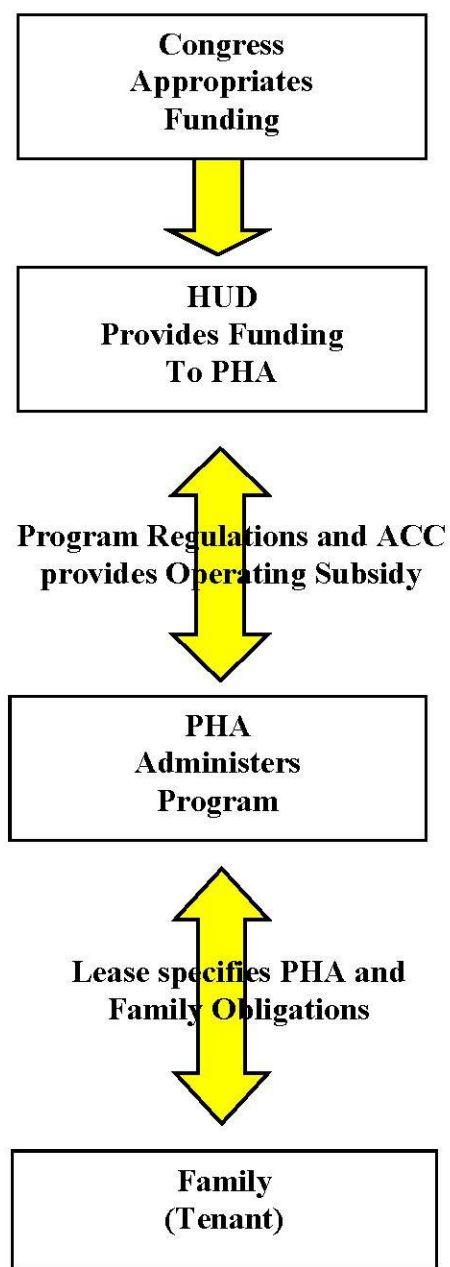 Congress
Appropriates
Funding
HUD
Provides Funding
To PHA
Program Regulations and ACC
provides Operating Subsidy
PHA
Administers
Program
Lease specifies PHA and
Family Obligations
Family
(Tenant)